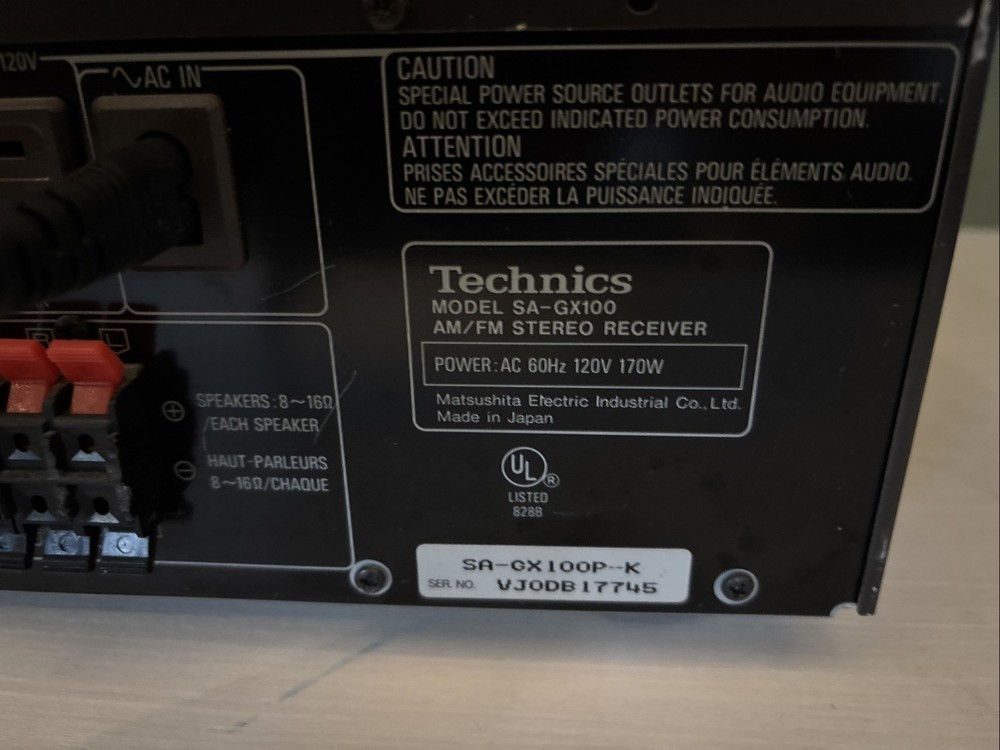 120V
AC IN
CAUTION
SPECIAL POWER SOURCE OUTLETS FOR AUDIO EQUIPMENT.
DO NOT EXCEED INDICATED POWER CONSUMPTION.
ATTENTION
PRISES ACCESSOIRES SPÉCIALES POUR ÉLÉMENTS AUDIO.
NE PAS EXCÉDER LA PUISSANCE INDIQUÉE.
Technics
MODEL SA-GX100
AM/FM STEREO RECEIVER
POWER: AC 60Hz 120V 170W
Matsushita Electric Industrial Co., Ltd.
Made in Japan
R L
⊕ SPEAKERS: 8~16Ω
/EACH SPEAKER
⊖ HAUT-PARLEURS
8~16Ω/CHAQUE
UL ®
LISTED
828B
SA-GX100P-K
SER. NO. VJ0DB17745